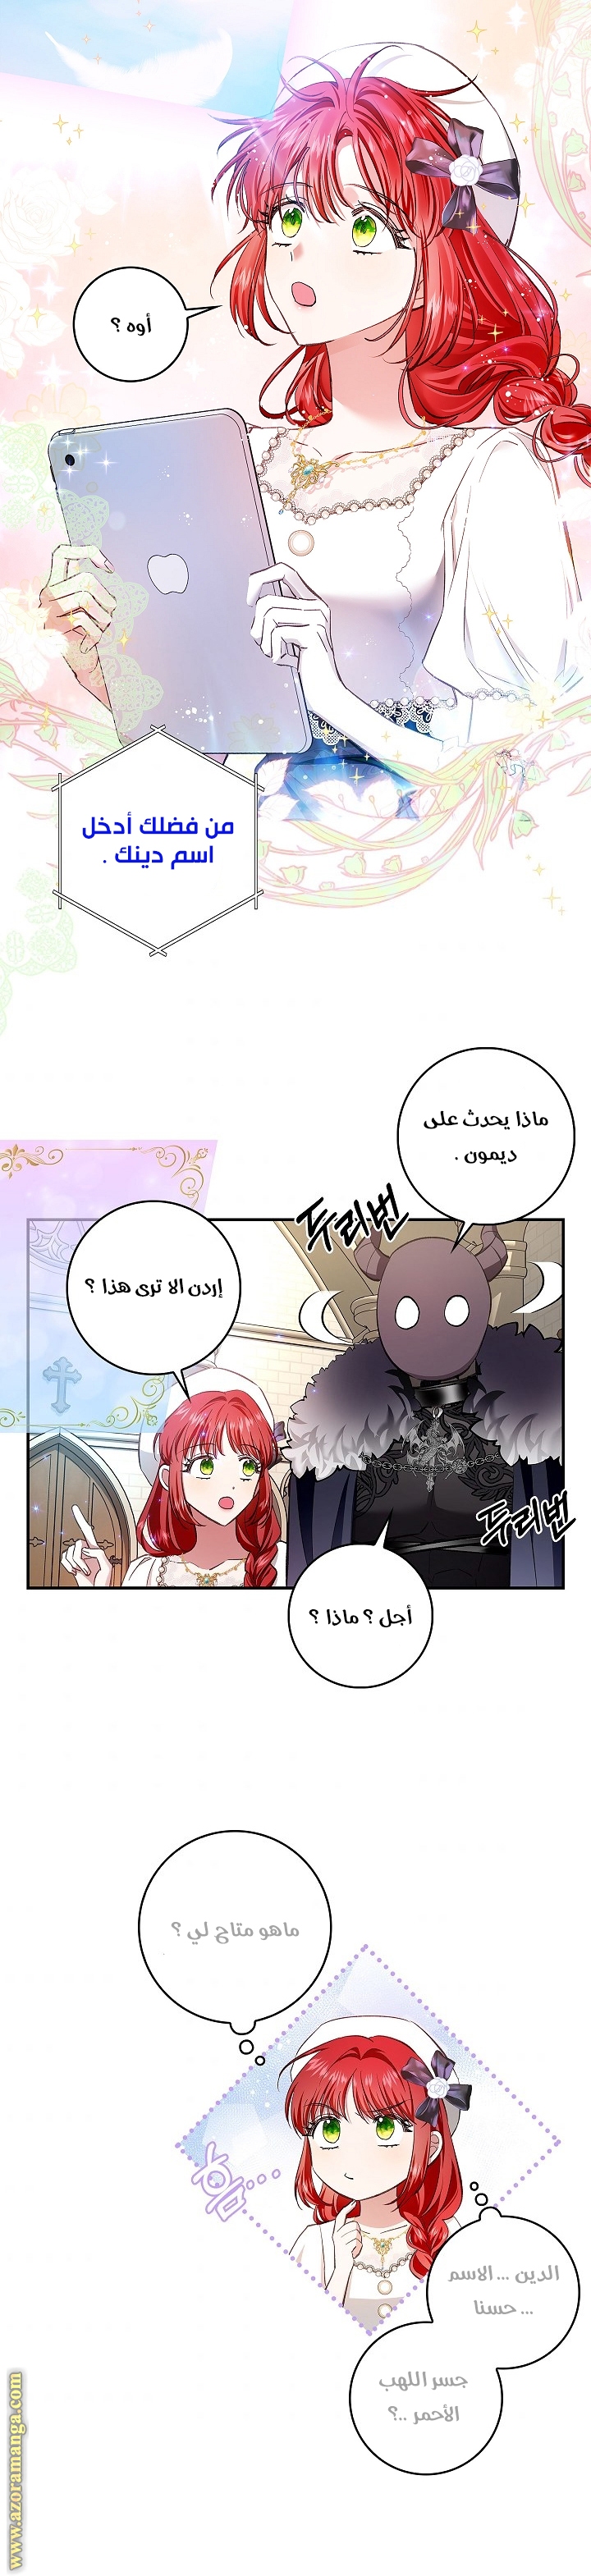 أوه ؟
من فضلك أدخل
اسم دينك .
ماذا يحدث على
ديمون .
두리번
إردن الا ترى هذا ؟
두리번
أجل ؟ ماذا ؟
ماهو متاح لي ؟
흠...
الدين ... الاسم
... حسنا
جسر اللهب
الأحمر ..؟
www.azoramanga.com